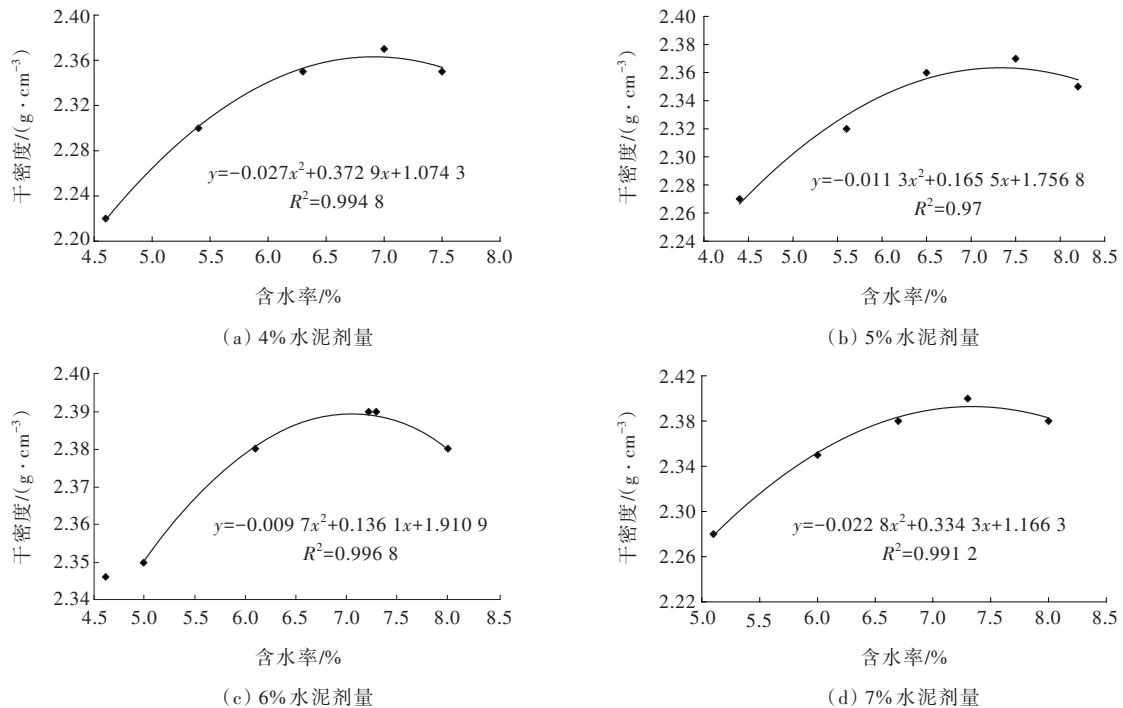 2.40
2.36
2.32
2.28
2.24
2.20
4.5 5.0 5.5 6.0 6.5 7.0 7.5 8.0
干密度/(g·cm⁻³)
y=-0.027x²+0.372 9x+1.074 3
R²=0.994 8
含水率/%
(a) 4%水泥剂量
2.40
2.38
2.36
2.34
2.32
2.30
2.28
2.26
2.24
4.0 4.5 5.0 5.5 6.0 6.5 7.0 7.5 8.0 8.5
干密度/(g·cm⁻³)
y=-0.011 3x²+0.165 5x+1.756 8
R²=0.97
含水率/%
(b) 5%水泥剂量
2.40
2.39
2.38
2.37
2.36
2.35
2.34
4.5 5.0 5.5 6.0 6.5 7.0 7.5 8.0 8.5
干密度/(g·cm⁻³)
y=-0.009 7x²+0.136 1x+1.910 9
R²=0.996 8
含水率/%
(c) 6%水泥剂量
2.42
2.38
2.34
2.30
2.26
2.22
5.0 5.5 6.0 6.5 7.0 7.5 8.0 8.5
干密度/(g·cm⁻³)
y=-0.022 8x²+0.334 3x+1.166 3
R²=0.991 2
含水率/%
(d) 7%水泥剂量